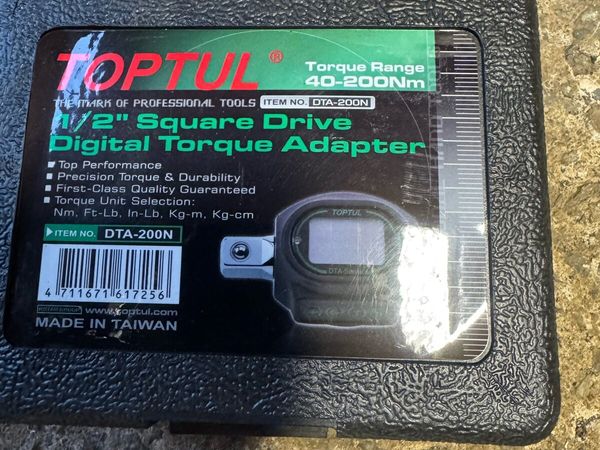 TOPTUL®
Torque Range
40-200Nm
THE MARK OF PROFESSIONAL TOOLS
ITEM NO. DTA-200N
1/2" Square Drive
Digital Torque Adapter
Top Performance
Precision Torque & Durability
First-Class Quality Guaranteed
Torque Unit Selection:
Nm, Ft-Lb, In-Lb, Kg-m, Kg-cm
ITEM NO. DTA-200N
TOPTUL
DTA-Series
4 711671 617256
www.toptul.com
MADE IN TAIWAN